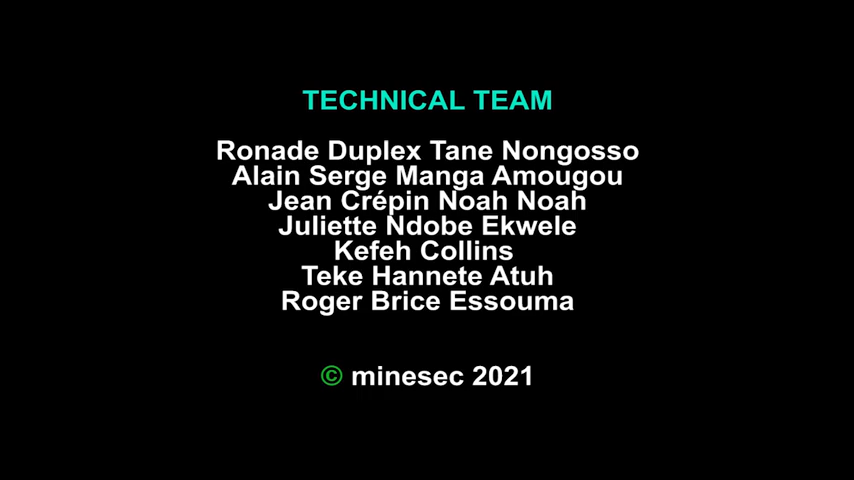 TECHNICAL TEAM
Ronade Duplex Tane Nongosso
Alain Serge Manga Amougou
Jean Crépin Noah Noah
Juliette Ndobe Ekwele
Kefeh Collins
Teke Hannete Atuh
Roger Brice Essouma
© minesec 2021